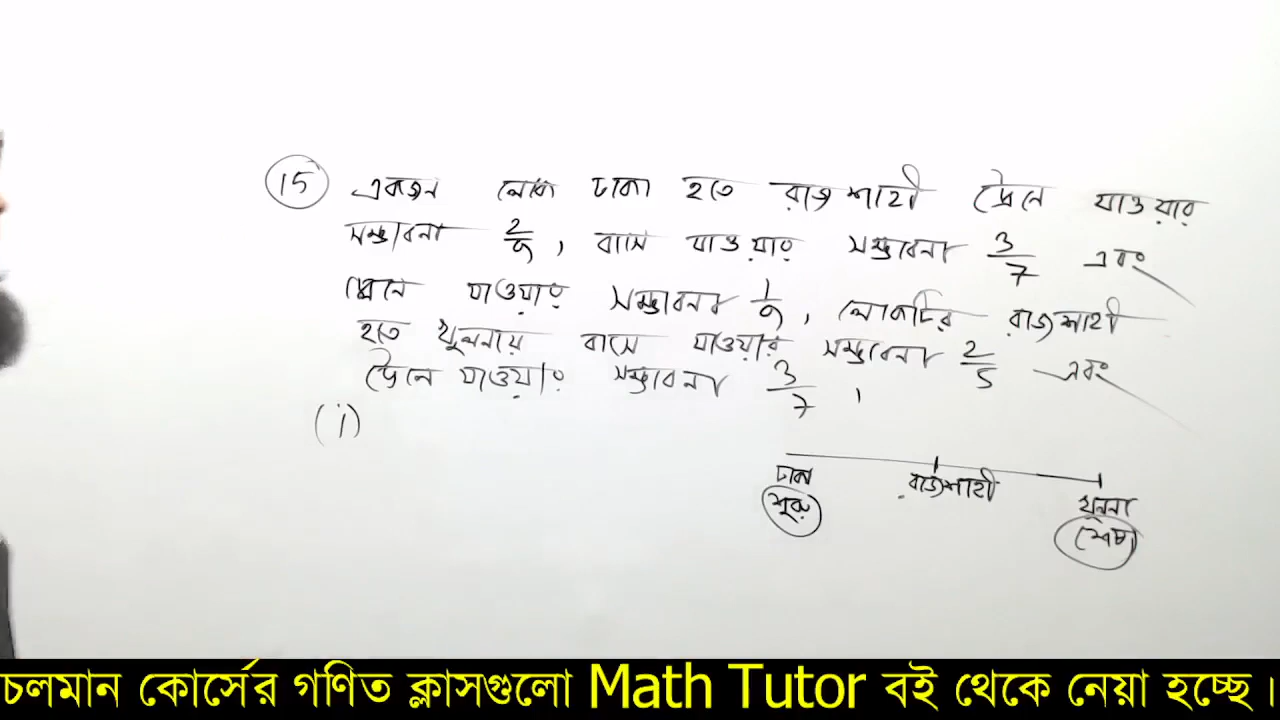 15 একজন লোক ঢাকা হতে রাজশাহী ট্রেনে যাওয়ার
সম্ভাবনা 2/9, বাসে যাওয়ার সম্ভাবনা 3/7 এবং
প্লেনে যাওয়ার সম্ভাবনা 1/9, লোকটির রাজশাহী
হতে খুলনায় বাসে যাওয়ার সম্ভাবনা 2/5 এবং
ট্রেনে যাওয়ার সম্ভাবনা 3/7,
(i)
ঢাকা রাজশাহী খুলনা
শুরু শেষ
চলমান কোর্সের গণিত ক্লাসগুলো Math Tutor বই থেকে নেয়া হচ্ছে।